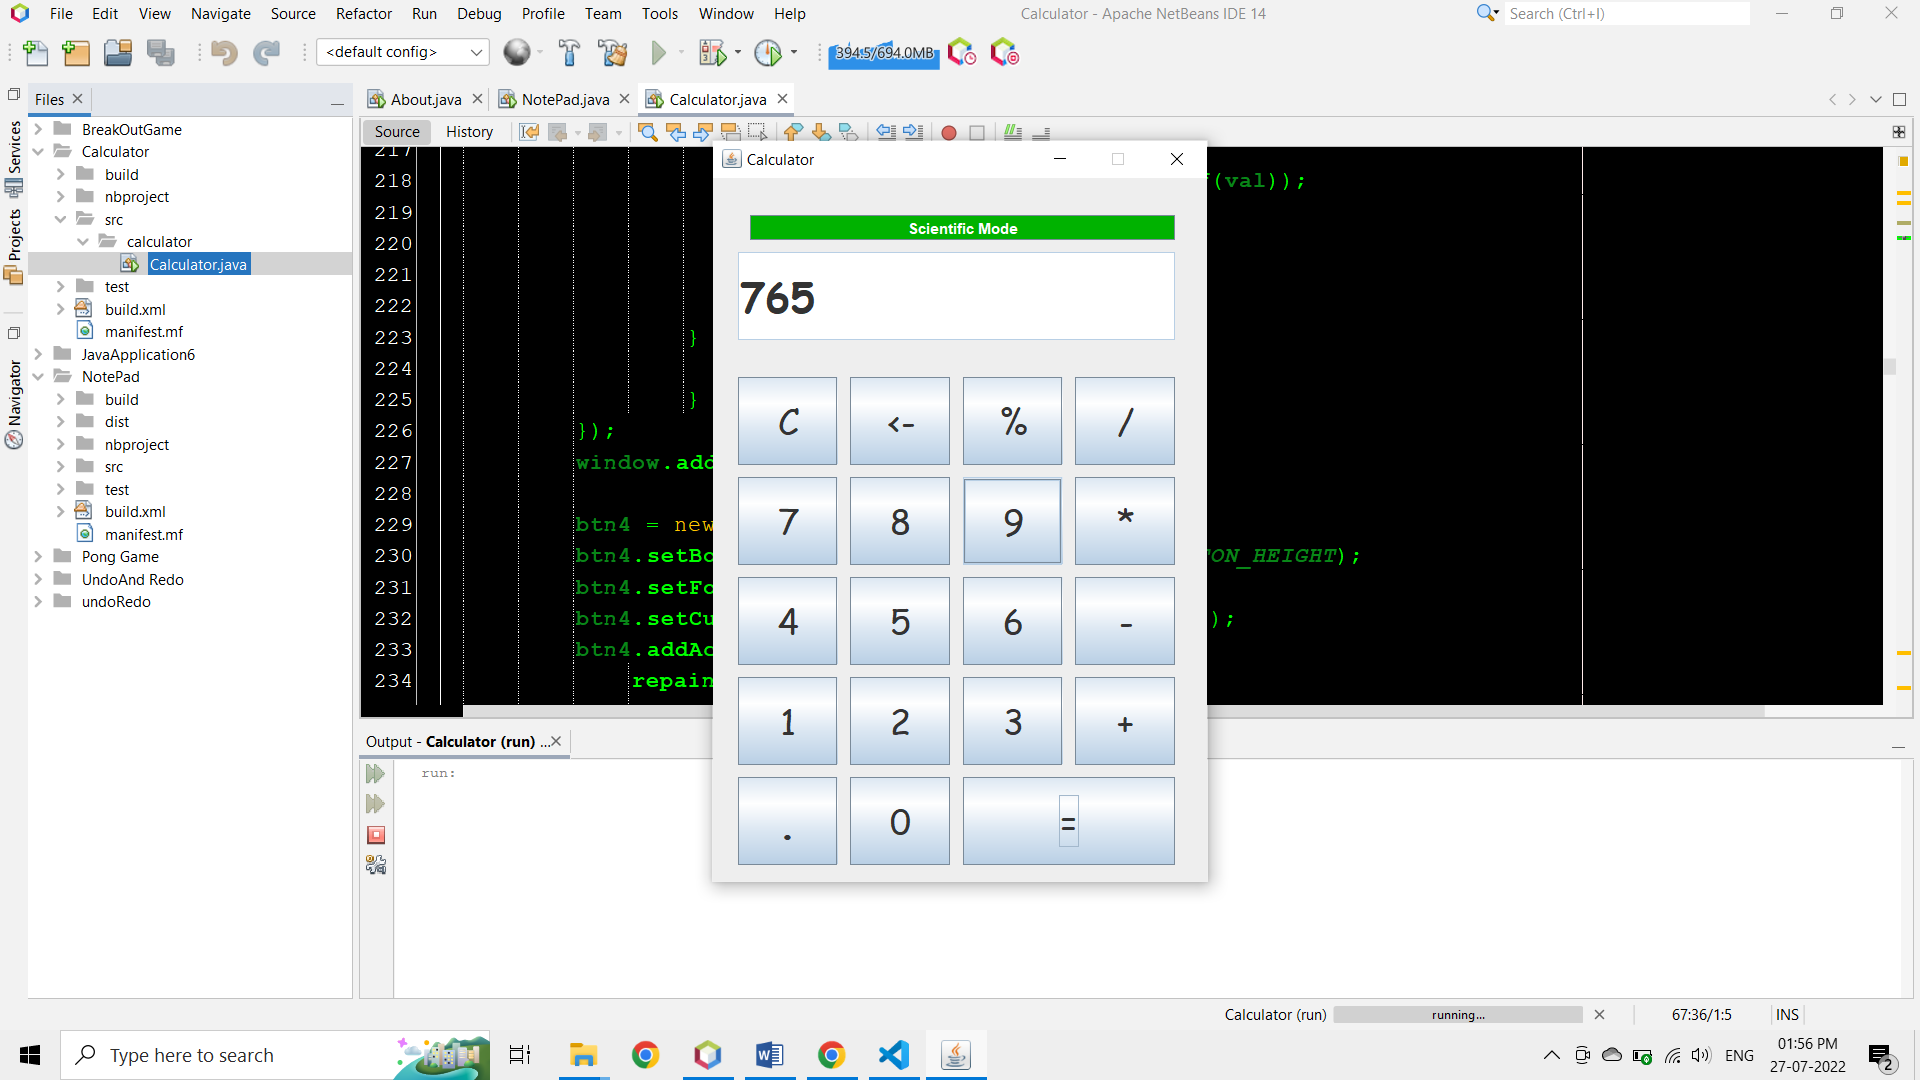 File Edit View Navigate Source Refactor Run Debug Profile Team Tools Window Help
Calculator - Apache NetBeans IDE 14
Search (Ctrl+I)
<default config>
394.5/694.0MB
Files
About.java
NotePad.java
Calculator.java
Services
Projects
Navigator
BreakOutGame
Calculator
build
nbproject
src
calculator
Calculator.java
test
build.xml
manifest.mf
JavaApplication6
NotePad
build
dist
nbproject
src
test
build.xml
manifest.mf
Pong Game
UndoAnd Redo
undoRedo
Source History
217
218 (val));
219
220
221
222
223 }
224
225 }
226 });
227 window.add
228
229 btn4 = new
230 btn4.setBo TON_HEIGHT);
231 btn4.setFo
232 btn4.setCu );
233 btn4.addAc
234 repain
Calculator
Scientific Mode
765
C <- % /
7 8 9 *
4 5 6 -
1 2 3 +
. 0 =
Output - Calculator (run) ...
run:
Calculator (run) running... 67:36/1:5 INS
Type here to search
ENG
01:56 PM
27-07-2022
2